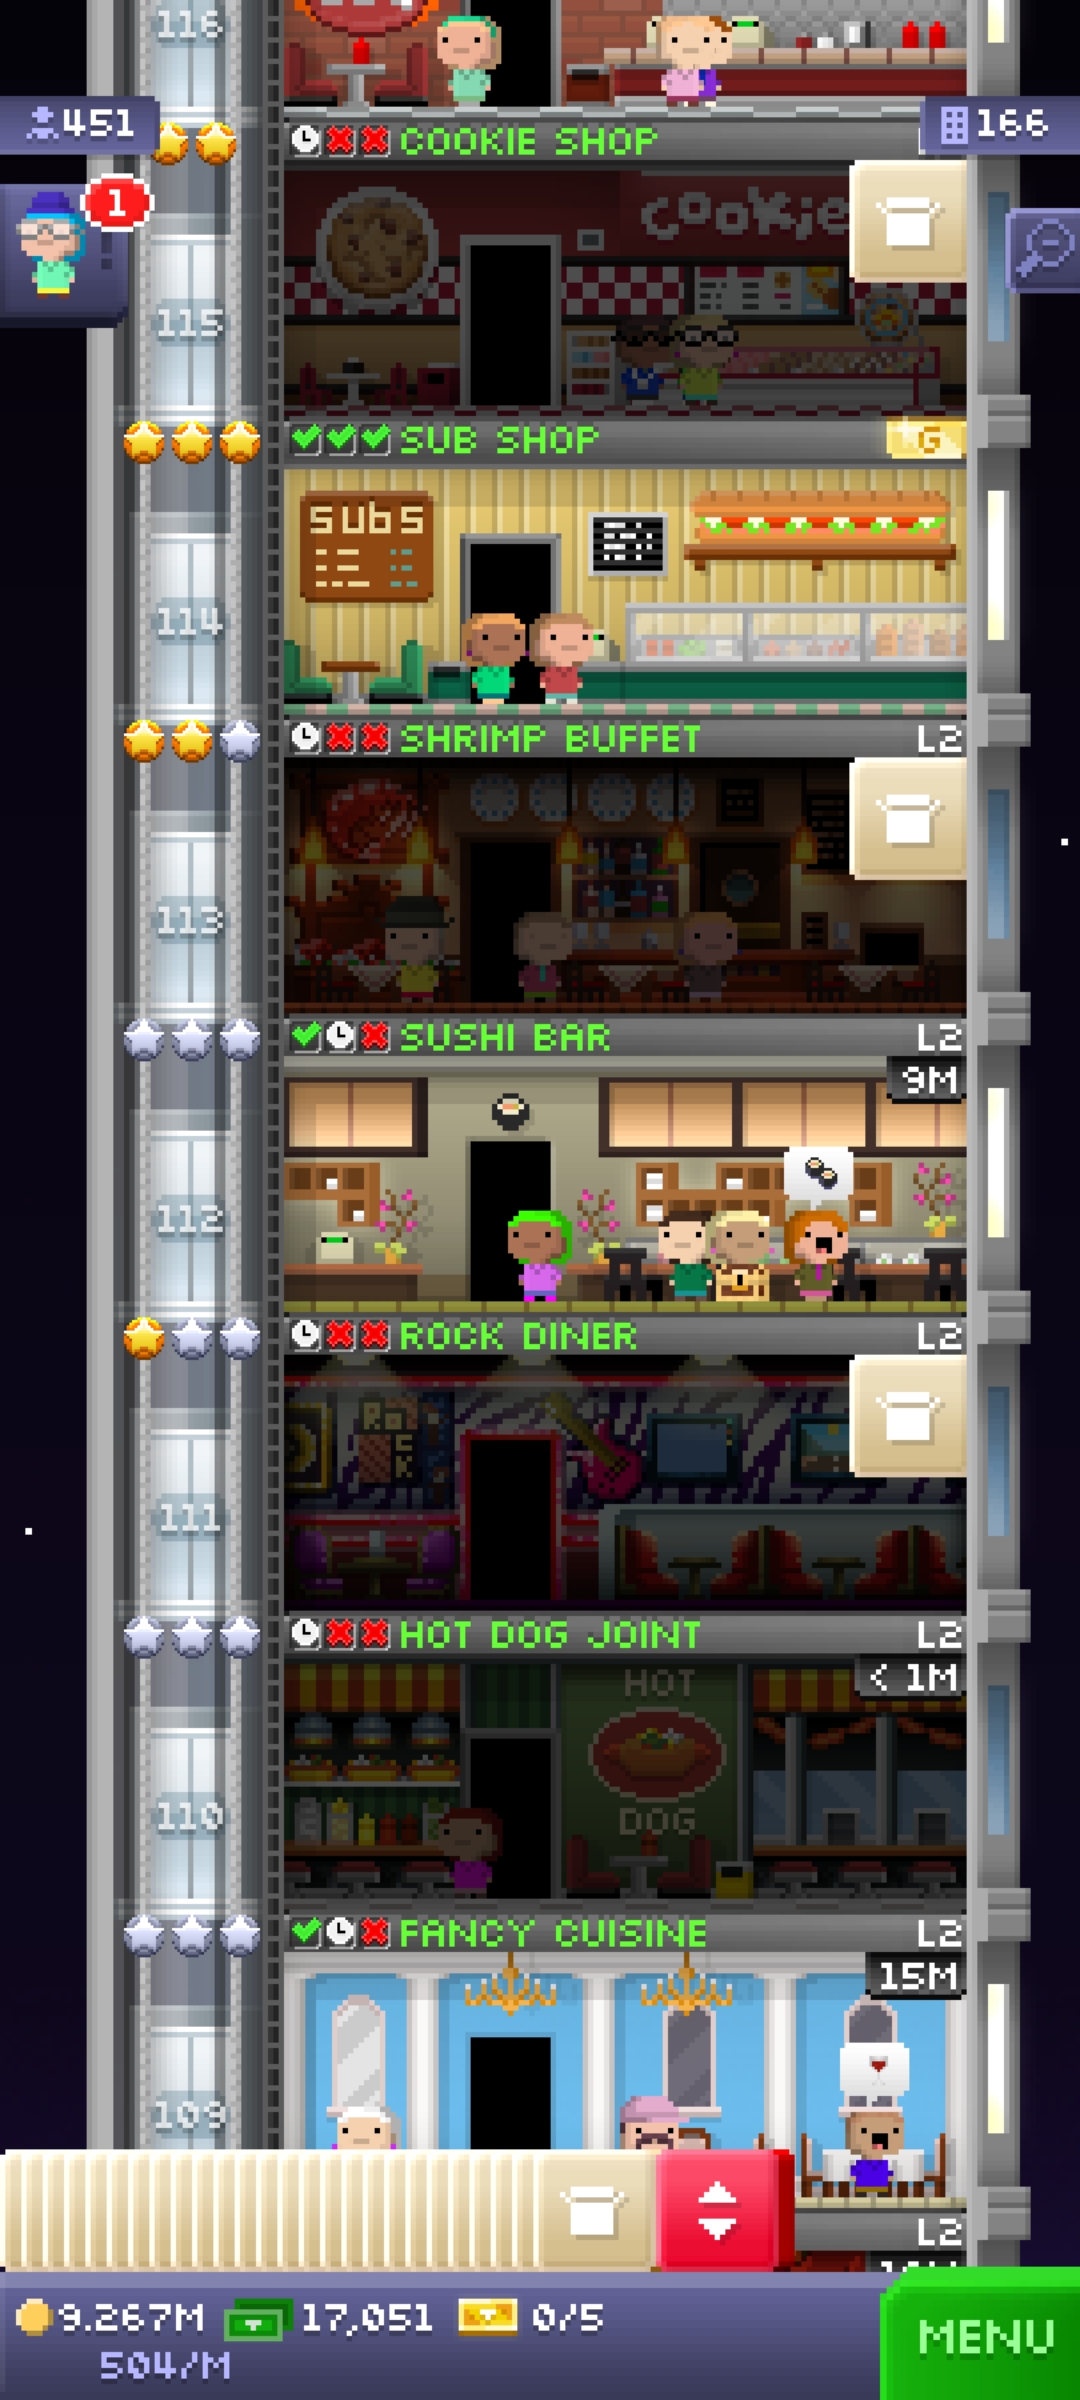 116
451
166
COOKIE SHOP
1
cookie
115
SUB SHOP
G
SUBS
114
SHRIMP BUFFET L2
113
SUSHI BAR L2
9M
112
ROCK DINER L2
ROCK
111
HOT DOG JOINT L2
< 1M
HOT
DOG
110
FANCY CUISINE L2
15M
109
L2
9.267M 17,051 0/5
504/M
MENU